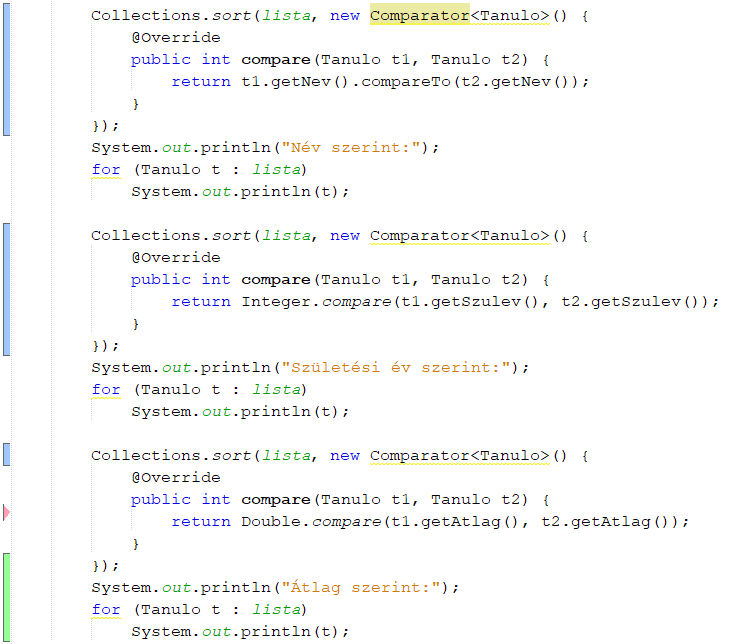 Collections.sort(lista, new Comparator<Tanulo>() {
@Override
public int compare(Tanulo t1, Tanulo t2) {
return t1.getNev().compareTo(t2.getNev());
}
});
System.out.println("Név szerint:");
for (Tanulo t : lista)
System.out.println(t);
Collections.sort(lista, new Comparator<Tanulo>() {
@Override
public int compare(Tanulo t1, Tanulo t2) {
return Integer.compare(t1.getSzulev(), t2.getSzulev());
}
});
System.out.println("Születési év szerint:");
for (Tanulo t : lista)
System.out.println(t);
Collections.sort(lista, new Comparator<Tanulo>() {
@Override
public int compare(Tanulo t1, Tanulo t2) {
return Double.compare(t1.getAtlag(), t2.getAtlag());
}
});
System.out.println("Átlag szerint:");
for (Tanulo t : lista)
System.out.println(t);